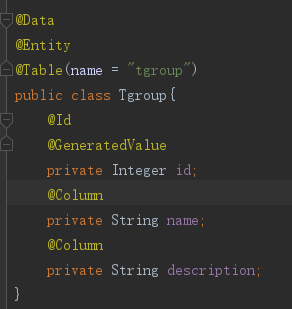 @Data
@Entity
@Table(name = "tgroup")
public class Tgroup{
@Id
@GeneratedValue
private Integer id;
@Column
private String name;
@Column
private String description;
}